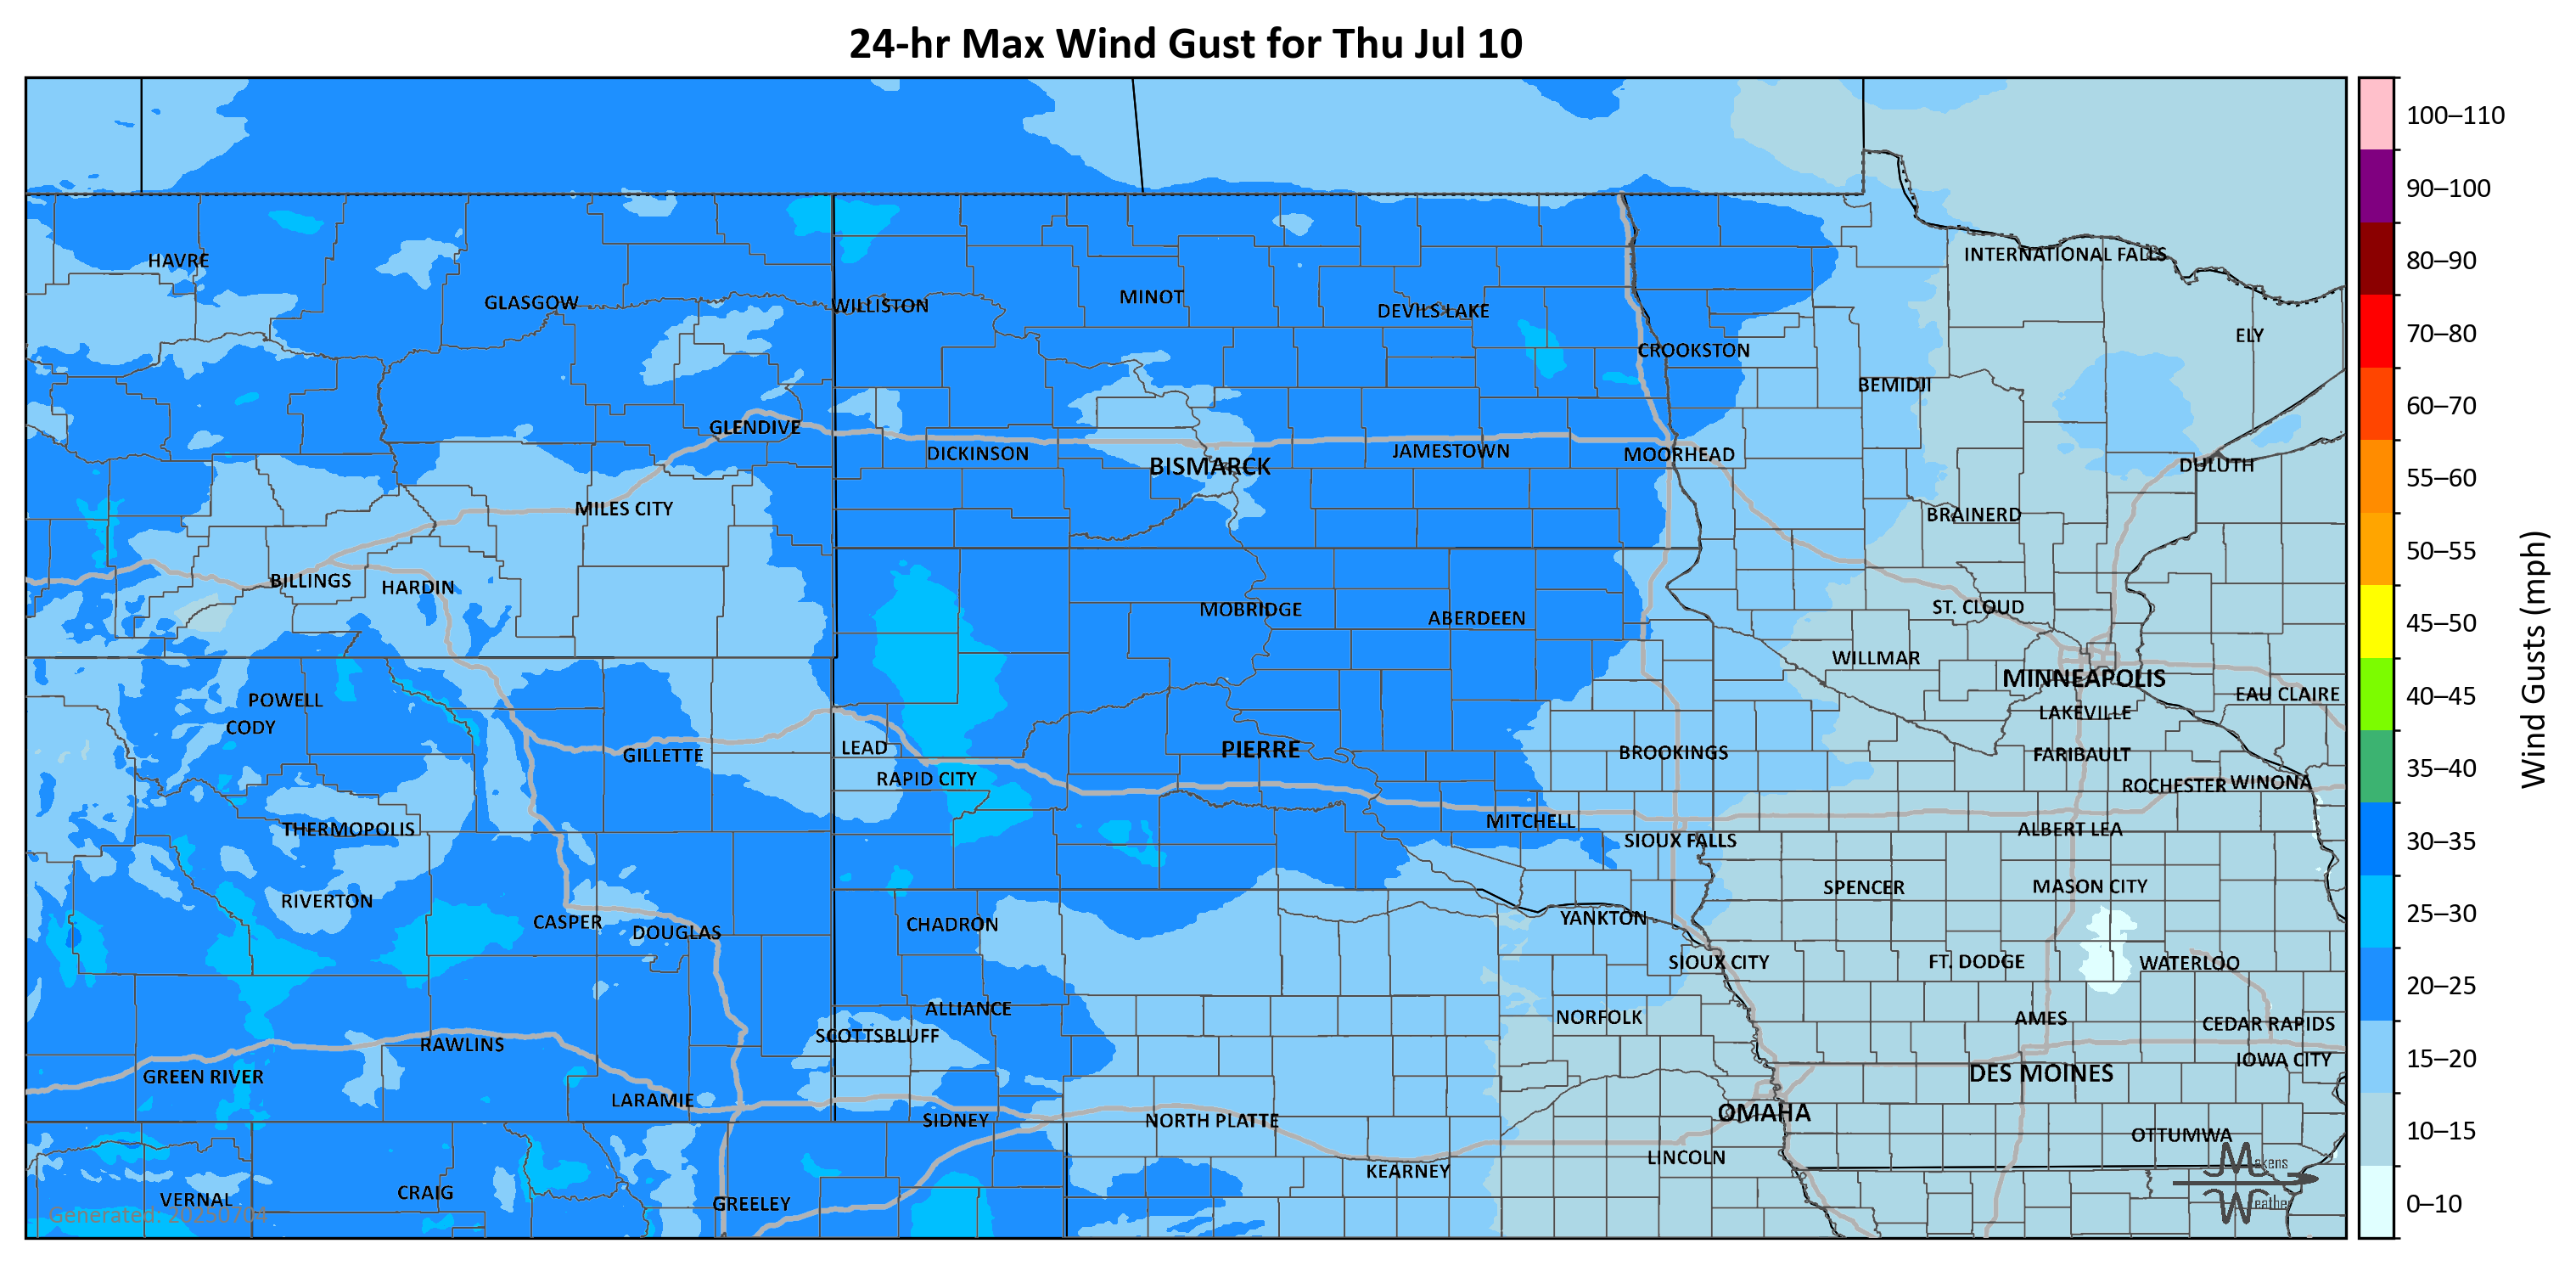 24-hr Max Wind Gust for Thu Jul 10
100–110
90–100
80–90
70–80
60–70
55–60
50–55
45–50
40–45
35–40
30–35
25–30
20–25
15–20
10–15
0–10
Wind Gusts (mph)
HAVRE
INTERNATIONAL FALLS
GLASGOW
WILLISTON
MINOT
DEVILS LAKE
ELY
CROOKSTON
BEMIDJI
GLENDIVE
DICKINSON
BISMARCK
JAMESTOWN
MOORHEAD
DULUTH
MILES CITY
BRAINERD
BILLINGS
HARDIN
MOBRIDGE
ABERDEEN
ST. CLOUD
WILLMAR
MINNEAPOLIS
EAU CLAIRE
POWELL
CODY
LAKEVILLE
GILLETTE
LEAD
PIERRE
BROOKINGS
FARIBAULT
RAPID CITY
ROCHESTER
WINONA
THERMOPOLIS
MITCHELL
SIOUX FALLS
ALBERT LEA
RIVERTON
SPENCER
MASON CITY
CASPER
DOUGLAS
CHADRON
YANKTON
SIOUX CITY
FT. DODGE
WATERLOO
ALLIANCE
NORFOLK
AMES
CEDAR RAPIDS
SCOTTSBLUFF
RAWLINS
IOWA CITY
GREEN RIVER
DES MOINES
LARAMIE
SIDNEY
NORTH PLATTE
OMAHA
OTTUMWA
LINCOLN
KEARNEY
VERNAL
CRAIG
GREELEY
Makens
Weather
Generated: 20250704